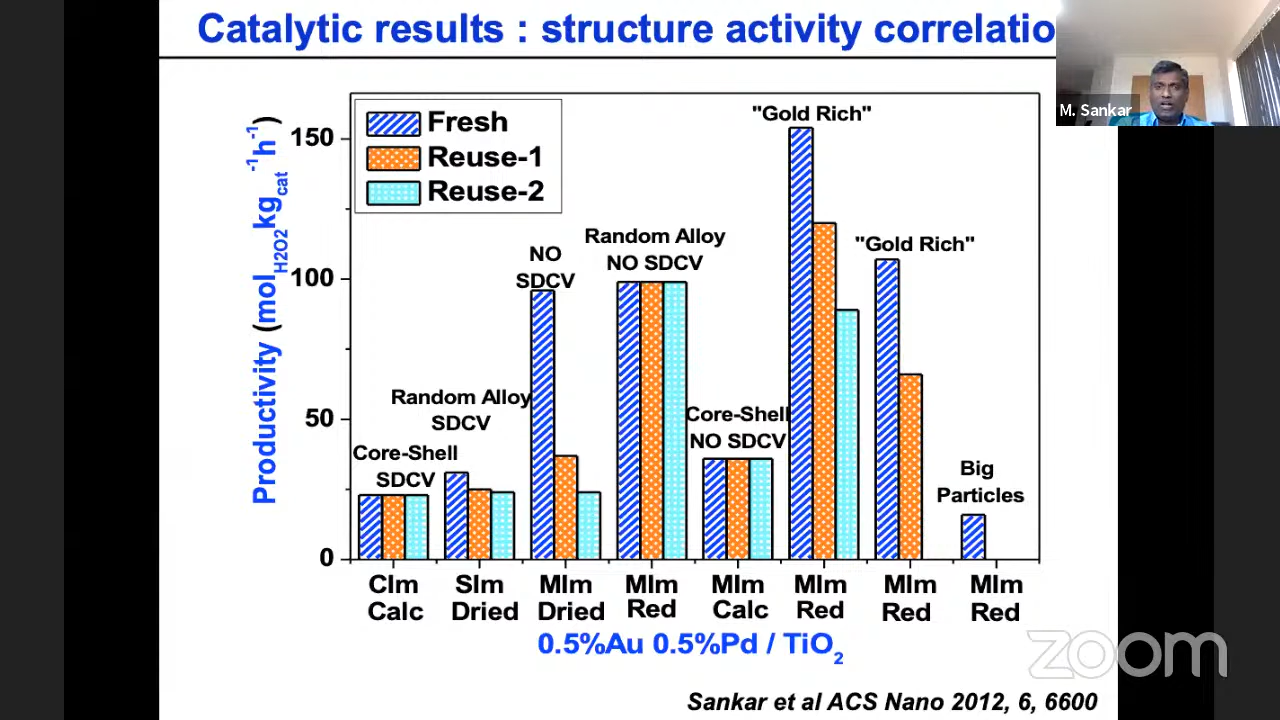 Catalytic results : structure activity correlatio
M. Sankar
Fresh
Reuse-1
Reuse-2
Productivity (mol_H2O2 kg_cat^-1 h^-1)
150
100
50
0
Core-Shell
SDCV
Random Alloy
SDCV
NO
SDCV
Random Alloy
NO SDCV
Core-Shell
NO SDCV
"Gold Rich"
"Gold Rich"
Big
Particles
CIm
Calc
SIm
Dried
MIm
Dried
MIm
Red
MIm
Calc
MIm
Red
MIm
Red
MIm
Red
0.5%Au 0.5%Pd / TiO2
zoom
Sankar et al ACS Nano 2012, 6, 6600